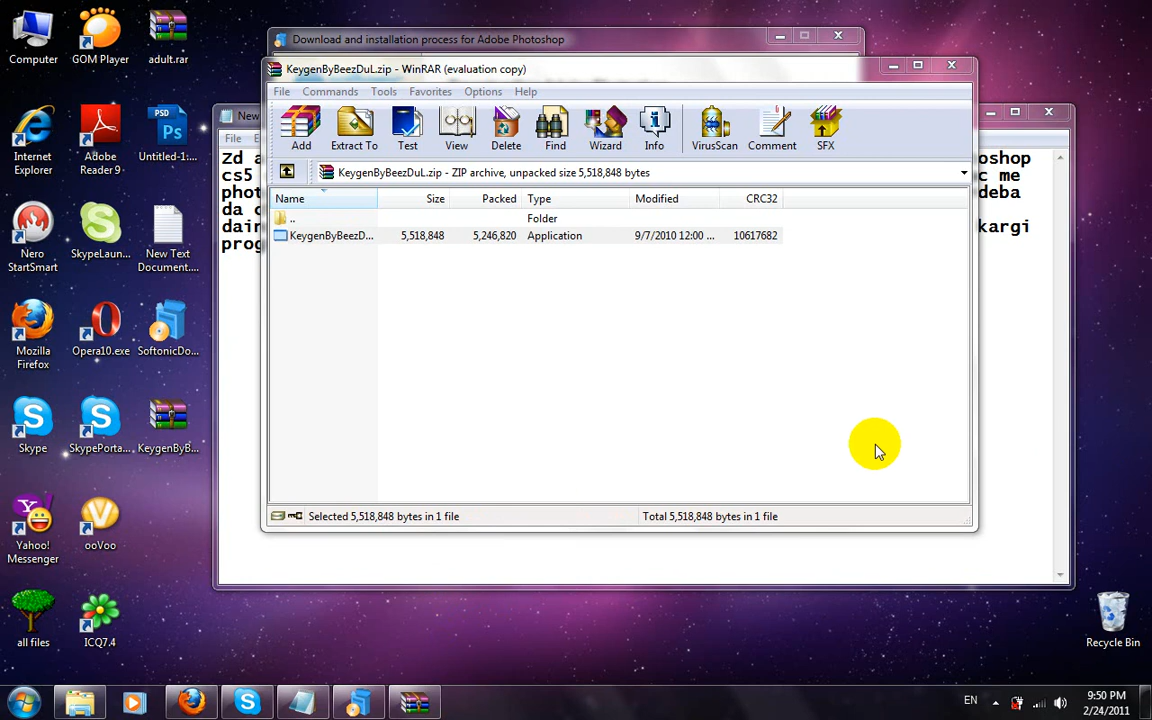 Computer
GOM Player
adult.rar
Internet
Explorer
Adobe
Reader 9
PSD
Ps
Untitled-1:...
Nero
StartSmart
SkypeLaun...
New Text
Document....
Mozilla
Firefox
Opera10.exe
SoftonicDo...
Skype
SkypePorta...
KeygenByB...
Yahoo!
Messenger
ooVoo
all files
ICQ7.4
Recycle Bin
Download and installation process for Adobe Photoshop
New
File
Zd
cs5
phot
da
dair
prog
oshop
c me
deba
kargi
KeygenByBeezDuL.zip - WinRAR (evaluation copy)
File Commands Tools Favorites Options Help
Add Extract To Test View Delete Find Wizard Info VirusScan Comment SFX
KeygenByBeezDuL.zip - ZIP archive, unpacked size 5,518,848 bytes
Name Size Packed Type Modified CRC32
.. Folder
KeygenByBeezD... 5,518,848 5,246,820 Application 9/7/2010 12:00 ... 10617682
Selected 5,518,848 bytes in 1 file Total 5,518,848 bytes in 1 file
EN
9:50 PM
2/24/2011